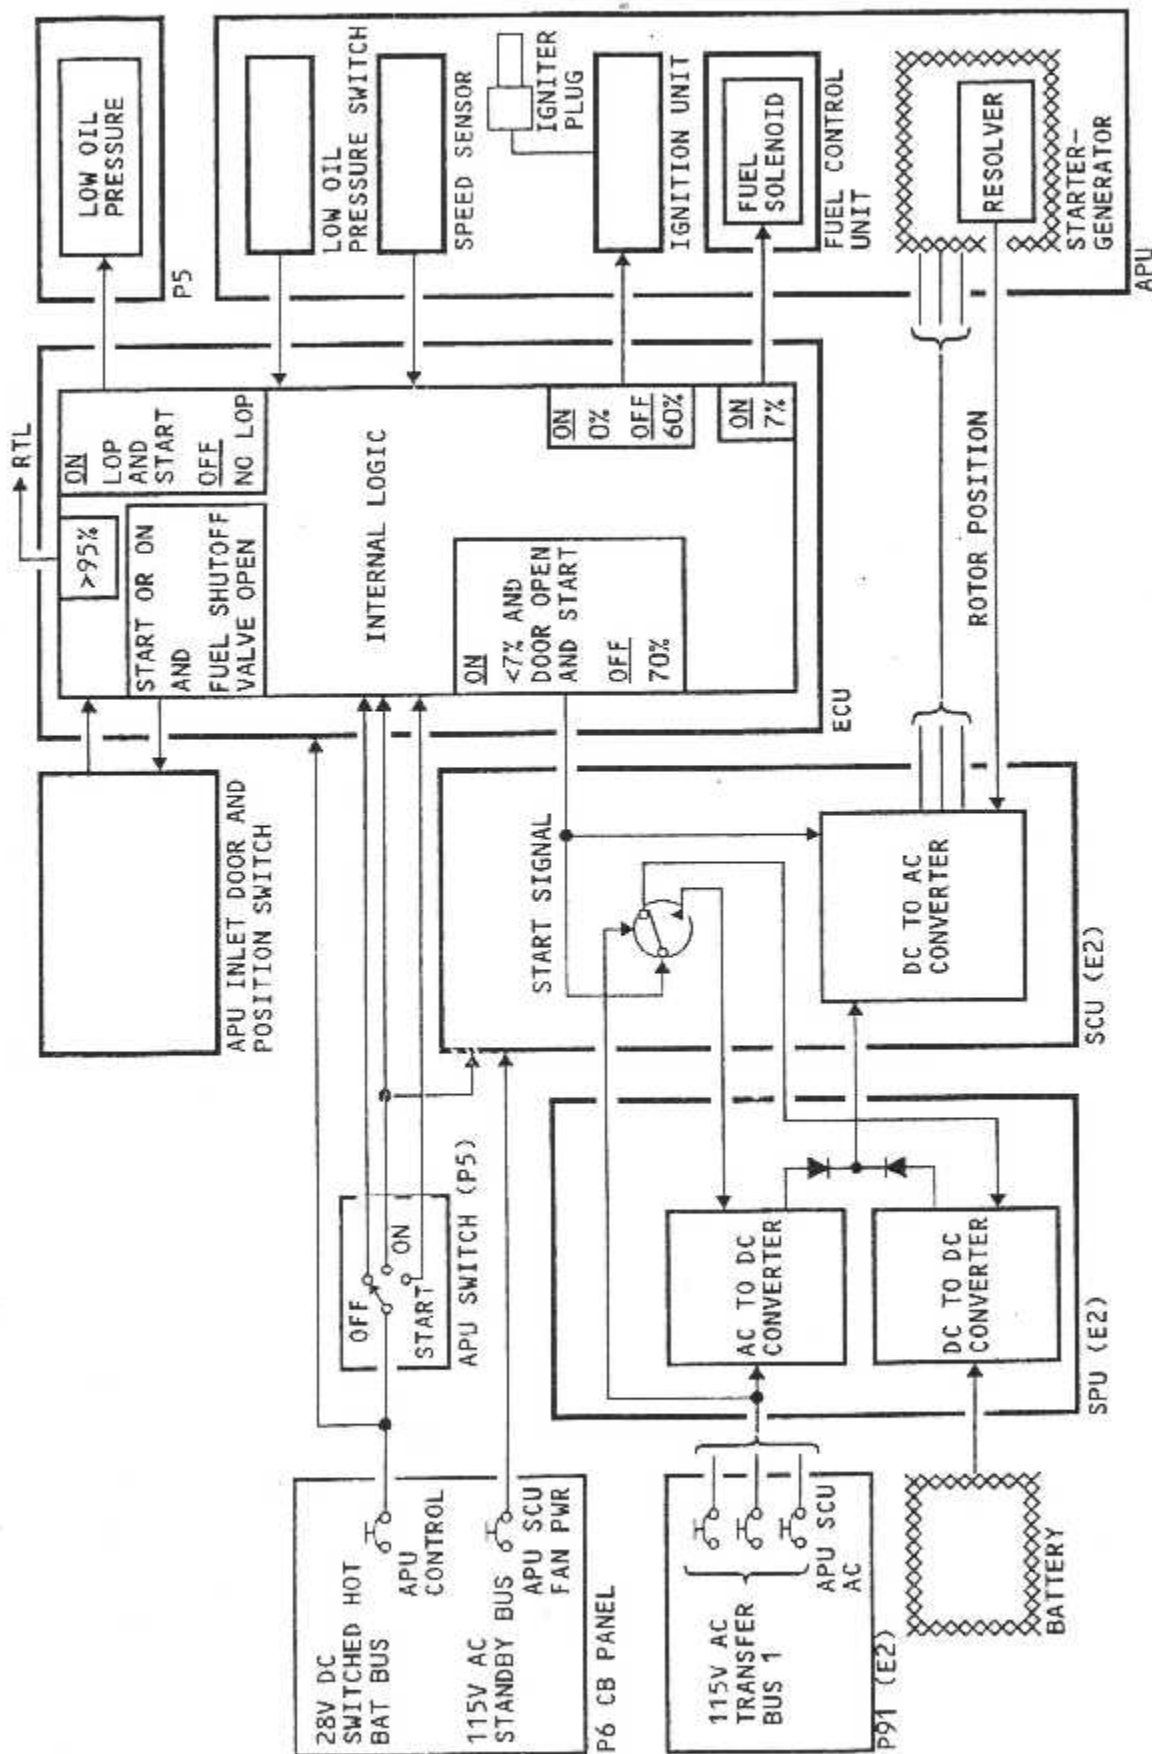 28V DC
SWITCHED HOT
BAT BUS
APU
CONTROL
115V AC
STANDBY BUS
APU SCU
FAN PWR
P6 CB PANEL
115V AC
TRANSFER
BUS 1
APU SCU
AC
P91 (E2)
BATTERY
OFF
ON
START
APU SWITCH (P5)
AC TO DC
CONVERTER
DC TO DC
CONVERTER
SPU (E2)
APU INLET DOOR AND
POSITION SWITCH
START SIGNAL
DC TO AC
CONVERTER
SCU (E2)
RTL
>95%
START OR ON
AND
FUEL SHUTOFF
VALVE OPEN
ON
LOP
AND
START
OFF
NO LOP
INTERNAL LOGIC
ON
<7% AND
DOOR OPEN
AND START
OFF
70%
ON
0%
OFF
60%
ON
7%
ECU
ROTOR POSITION
LOW OIL
PRESSURE
P5
LOW OIL
PRESSURE SWITCH
SPEED SENSOR
IGNITER
PLUG
IGNITION UNIT
FUEL
SOLENOID
FUEL CONTROL
UNIT
RESOLVER
STARTER-
GENERATOR
APU